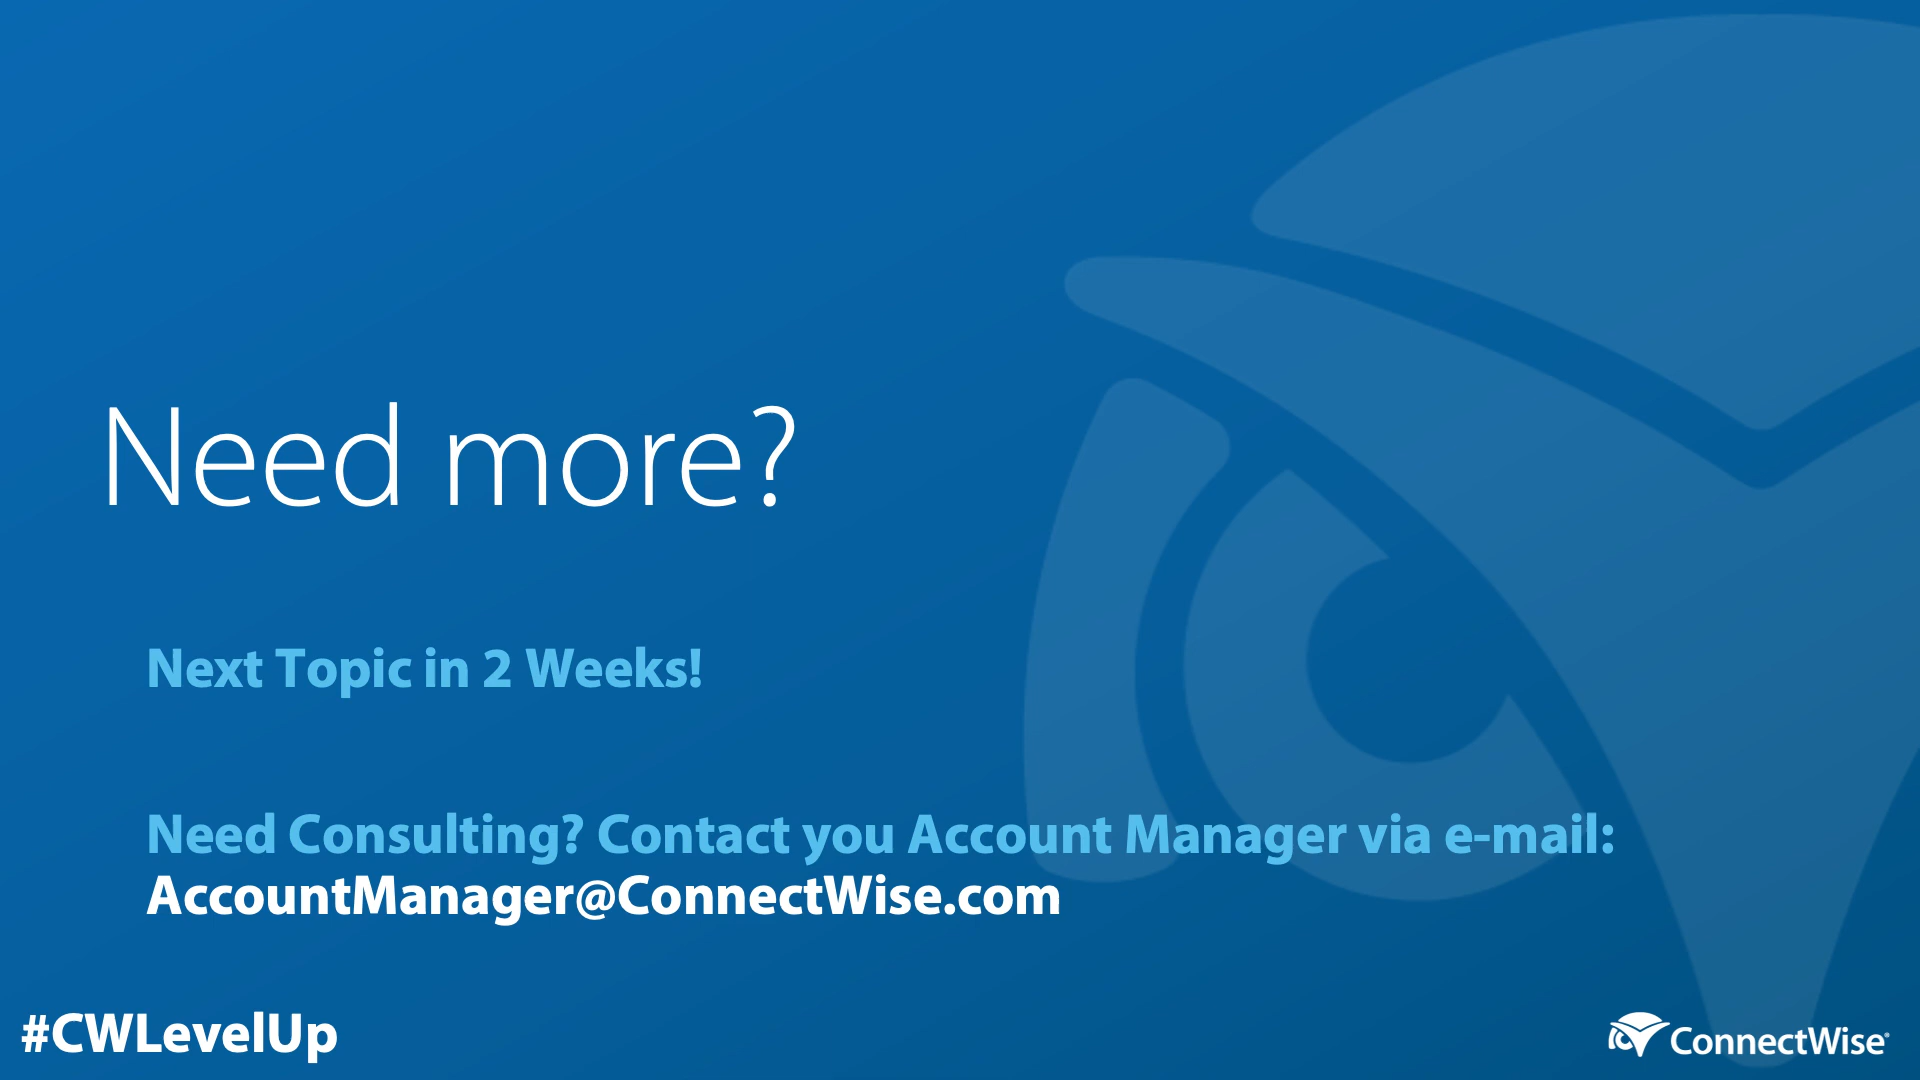 Need more?
Next Topic in 2 Weeks!
Need Consulting? Contact you Account Manager via e-mail:
AccountManager@ConnectWise.com
#CWLevelUp
ConnectWise®